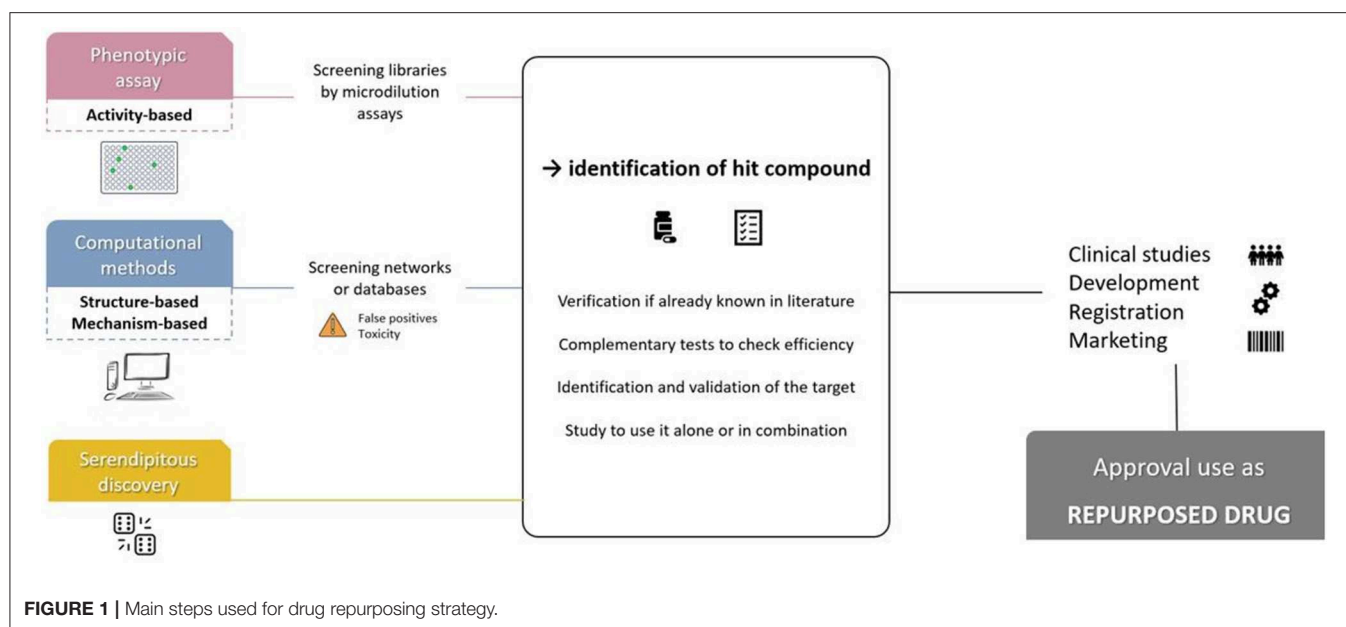 Phenotypic
assay
Activity-based
Screening libraries
by microdilution
assays
Computational
methods
Structure-based
Mechanism-based
Screening networks
or databases
False positives
Toxicity
Serendipitous
discovery
→ identification of hit compound
Verification if already known in literature
Complementary tests to check efficiency
Identification and validation of the target
Study to use it alone or in combination
Clinical studies
Development
Registration
Marketing
Approval use as
REPURPOSED DRUG
FIGURE 1 | Main steps used for drug repurposing strategy.